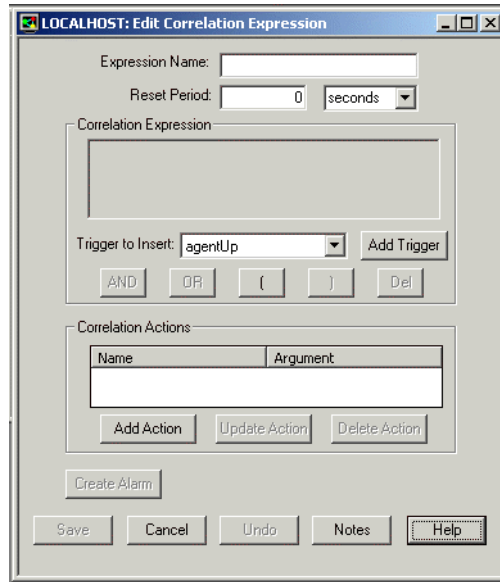 LOCALHOST: Edit Correlation Expression
Expression Name:
Reset Period: 0 seconds
Correlation Expression
Trigger to Insert: agentUp Add Trigger
AND OR ( ) Del
Correlation Actions
Name Argument
Add Action Update Action Delete Action
Create Alarm
Save Cancel Undo Notes Help